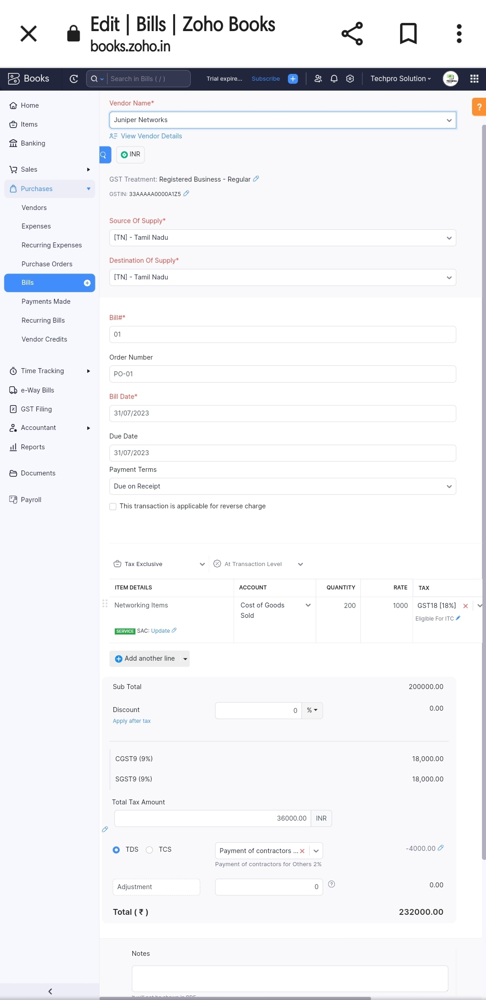 Edit | Bills | Zoho Books
books.zoho.in
Books
Search in Bills ( / )
Trial expire...
Subscribe
Techpro Solution
Home
Items
Banking
Sales
Purchases
Vendors
Expenses
Recurring Expenses
Purchase Orders
Bills
Payments Made
Recurring Bills
Vendor Credits
Time Tracking
e-Way Bills
GST Filing
Accountant
Reports
Documents
Payroll
?
Vendor Name*
Juniper Networks
View Vendor Details
INR
GST Treatment: Registered Business - Regular
GSTIN: 33AAAAA0000A1Z5
Source Of Supply*
[TN] - Tamil Nadu
Destination Of Supply*
[TN] - Tamil Nadu
Bill#*
01
Order Number
PO-01
Bill Date*
31/07/2023
Due Date
31/07/2023
Payment Terms
Due on Receipt
This transaction is applicable for reverse charge
Tax Exclusive
At Transaction Level
ITEM DETAILS ACCOUNT QUANTITY RATE TAX
Networking Items Cost of Goods Sold 200 1000 GST18 [18%]
Eligible For ITC
SERVICE SAC: Update
Add another line
Sub Total 200000.00
Discount 0 % 0.00
Apply after tax
CGST9 (9%) 18,000.00
SGST9 (9%) 18,000.00
Total Tax Amount
36000.00 INR
TDS TCS Payment of contractors ... -4000.00
Payment of contractors for Others 2%
Adjustment 0 0.00
Total ( ₹ ) 232000.00
Notes